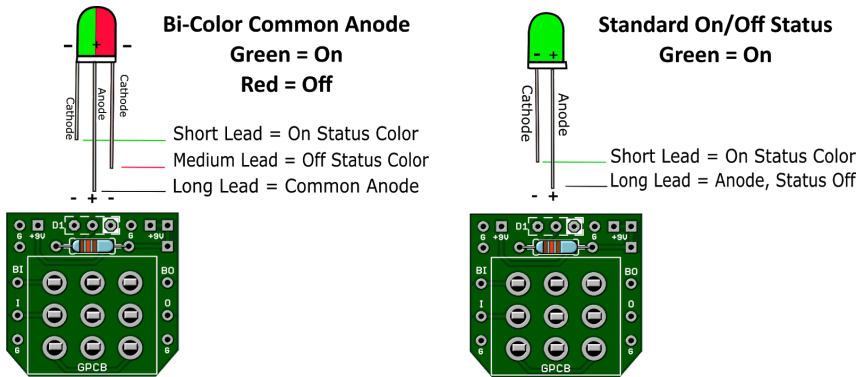 Bi-Color Common Anode
Green = On
Red = Off
- + -
Cathode
Anode
Cathode
Short Lead = On Status Color
Medium Lead = Off Status Color
Long Lead = Common Anode
- + -
D1
G +9V G +9V
BI BO
I O
G G
GPCB
Standard On/Off Status
Green = On
- +
Cathode
Anode
Short Lead = On Status Color
Long Lead = Anode, Status Off
- +
D1
G +9V G +9V
BI BO
I O
G G
GPCB